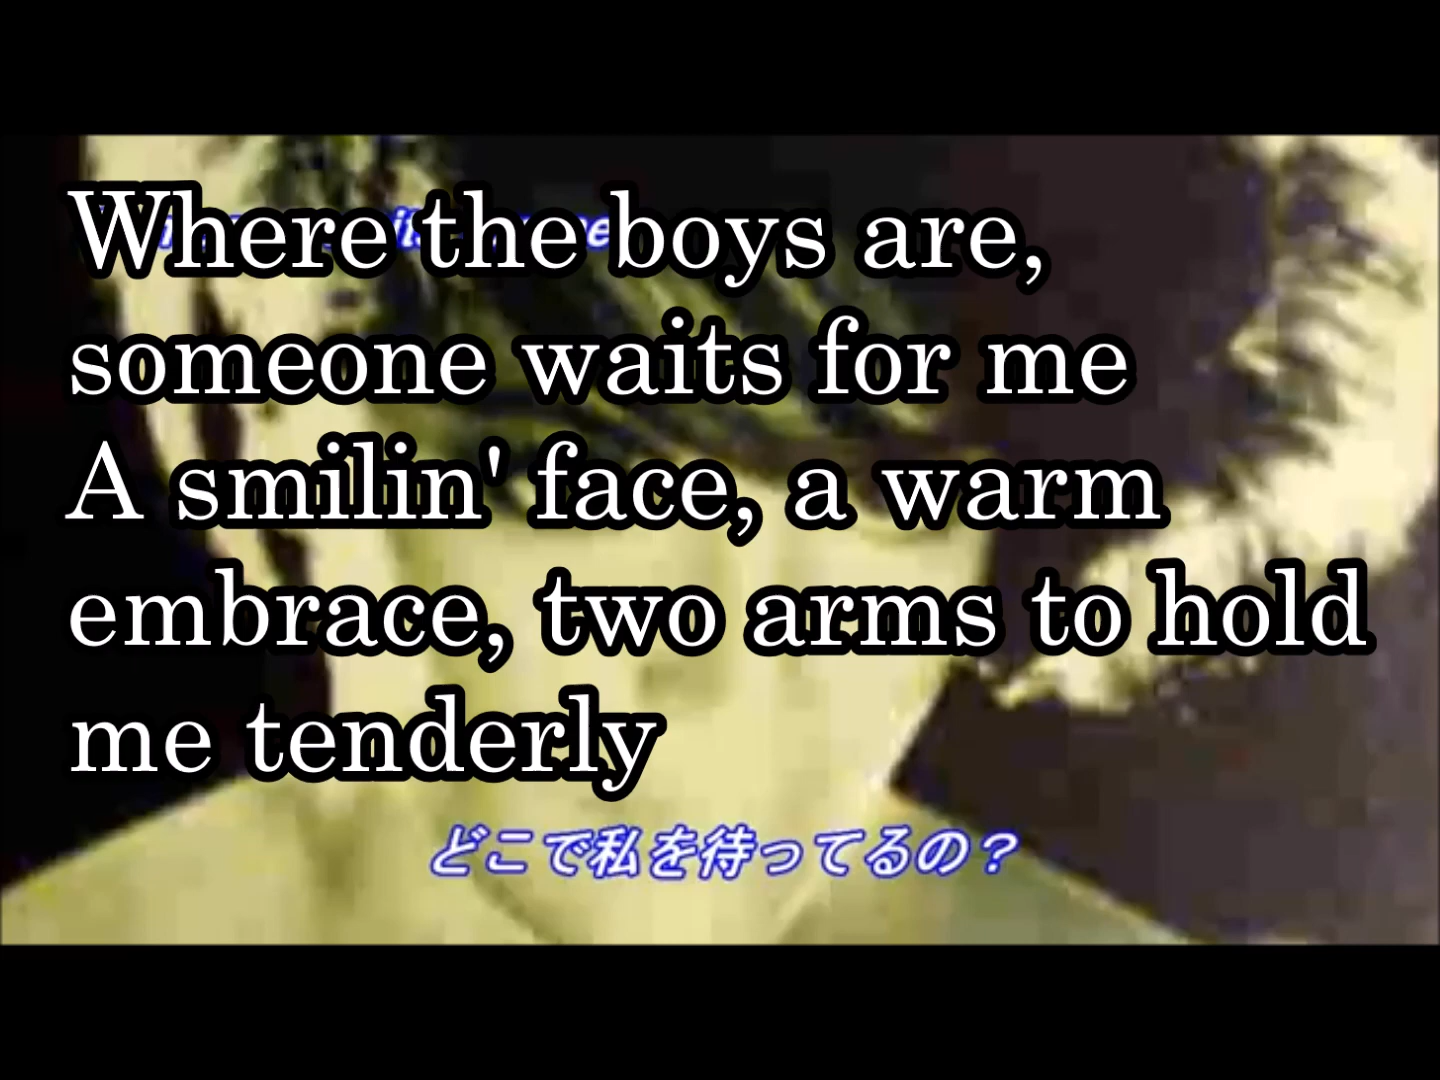 Where the boys are,
someone waits for me
A smilin' face, a warm
embrace, two arms to hold
me tenderly
どこで私を待ってるの？